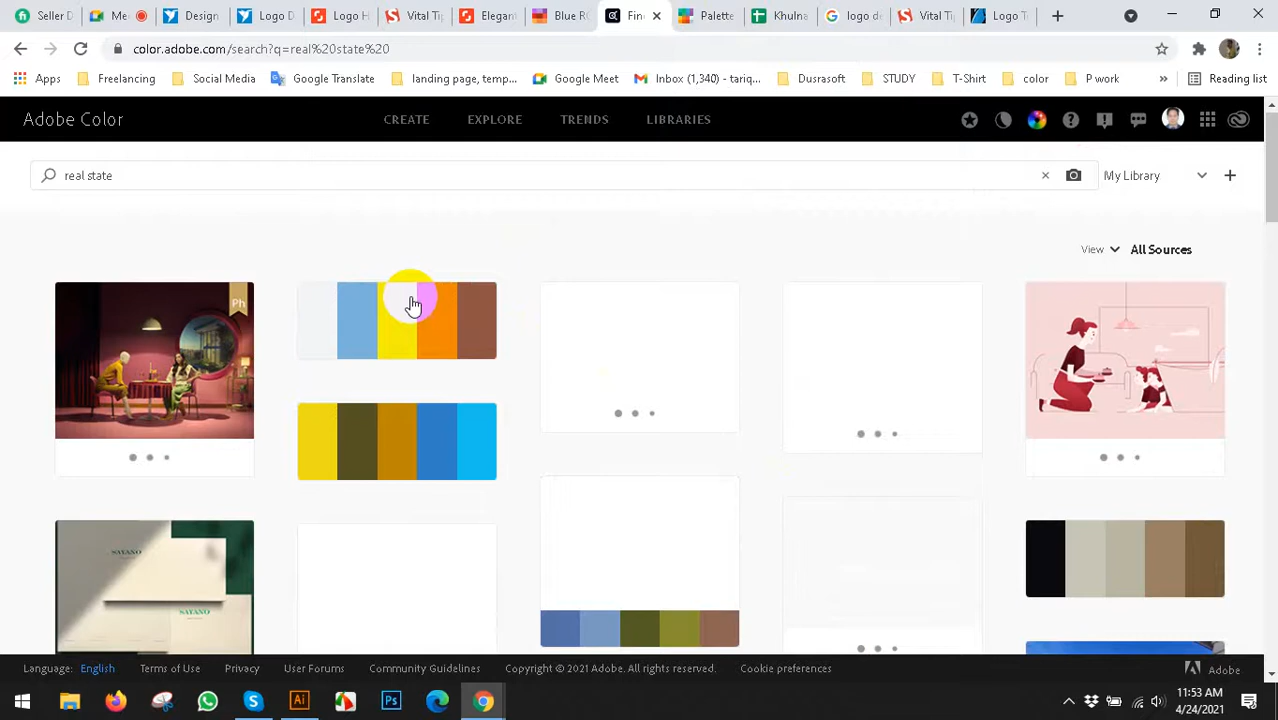 Seller D
Me
Design
Logo D
Logo H
Vital Tip
Elegan
Blue R
Fin
Palette
Khulna
logo de
Vital Tip
Logo T
color.adobe.com/search?q=real%20state%20
Apps
Freelancing
Social Media
Google Translate
landing page, temp...
Google Meet
Inbox (1,340) - tariq...
Dusrasoft
STUDY
T-Shirt
color
P work
»
Reading list
Adobe Color
CREATE
EXPLORE
TRENDS
LIBRARIES
real state
My Library
View
All Sources
Ph
SAYANO
SAYANO
Language: English
Terms of Use
Privacy
User Forums
Community Guidelines
Copyright © 2021 Adobe. All rights reserved.
Cookie preferences
Adobe.
Ai
Ps
11:53 AM
4/24/2021